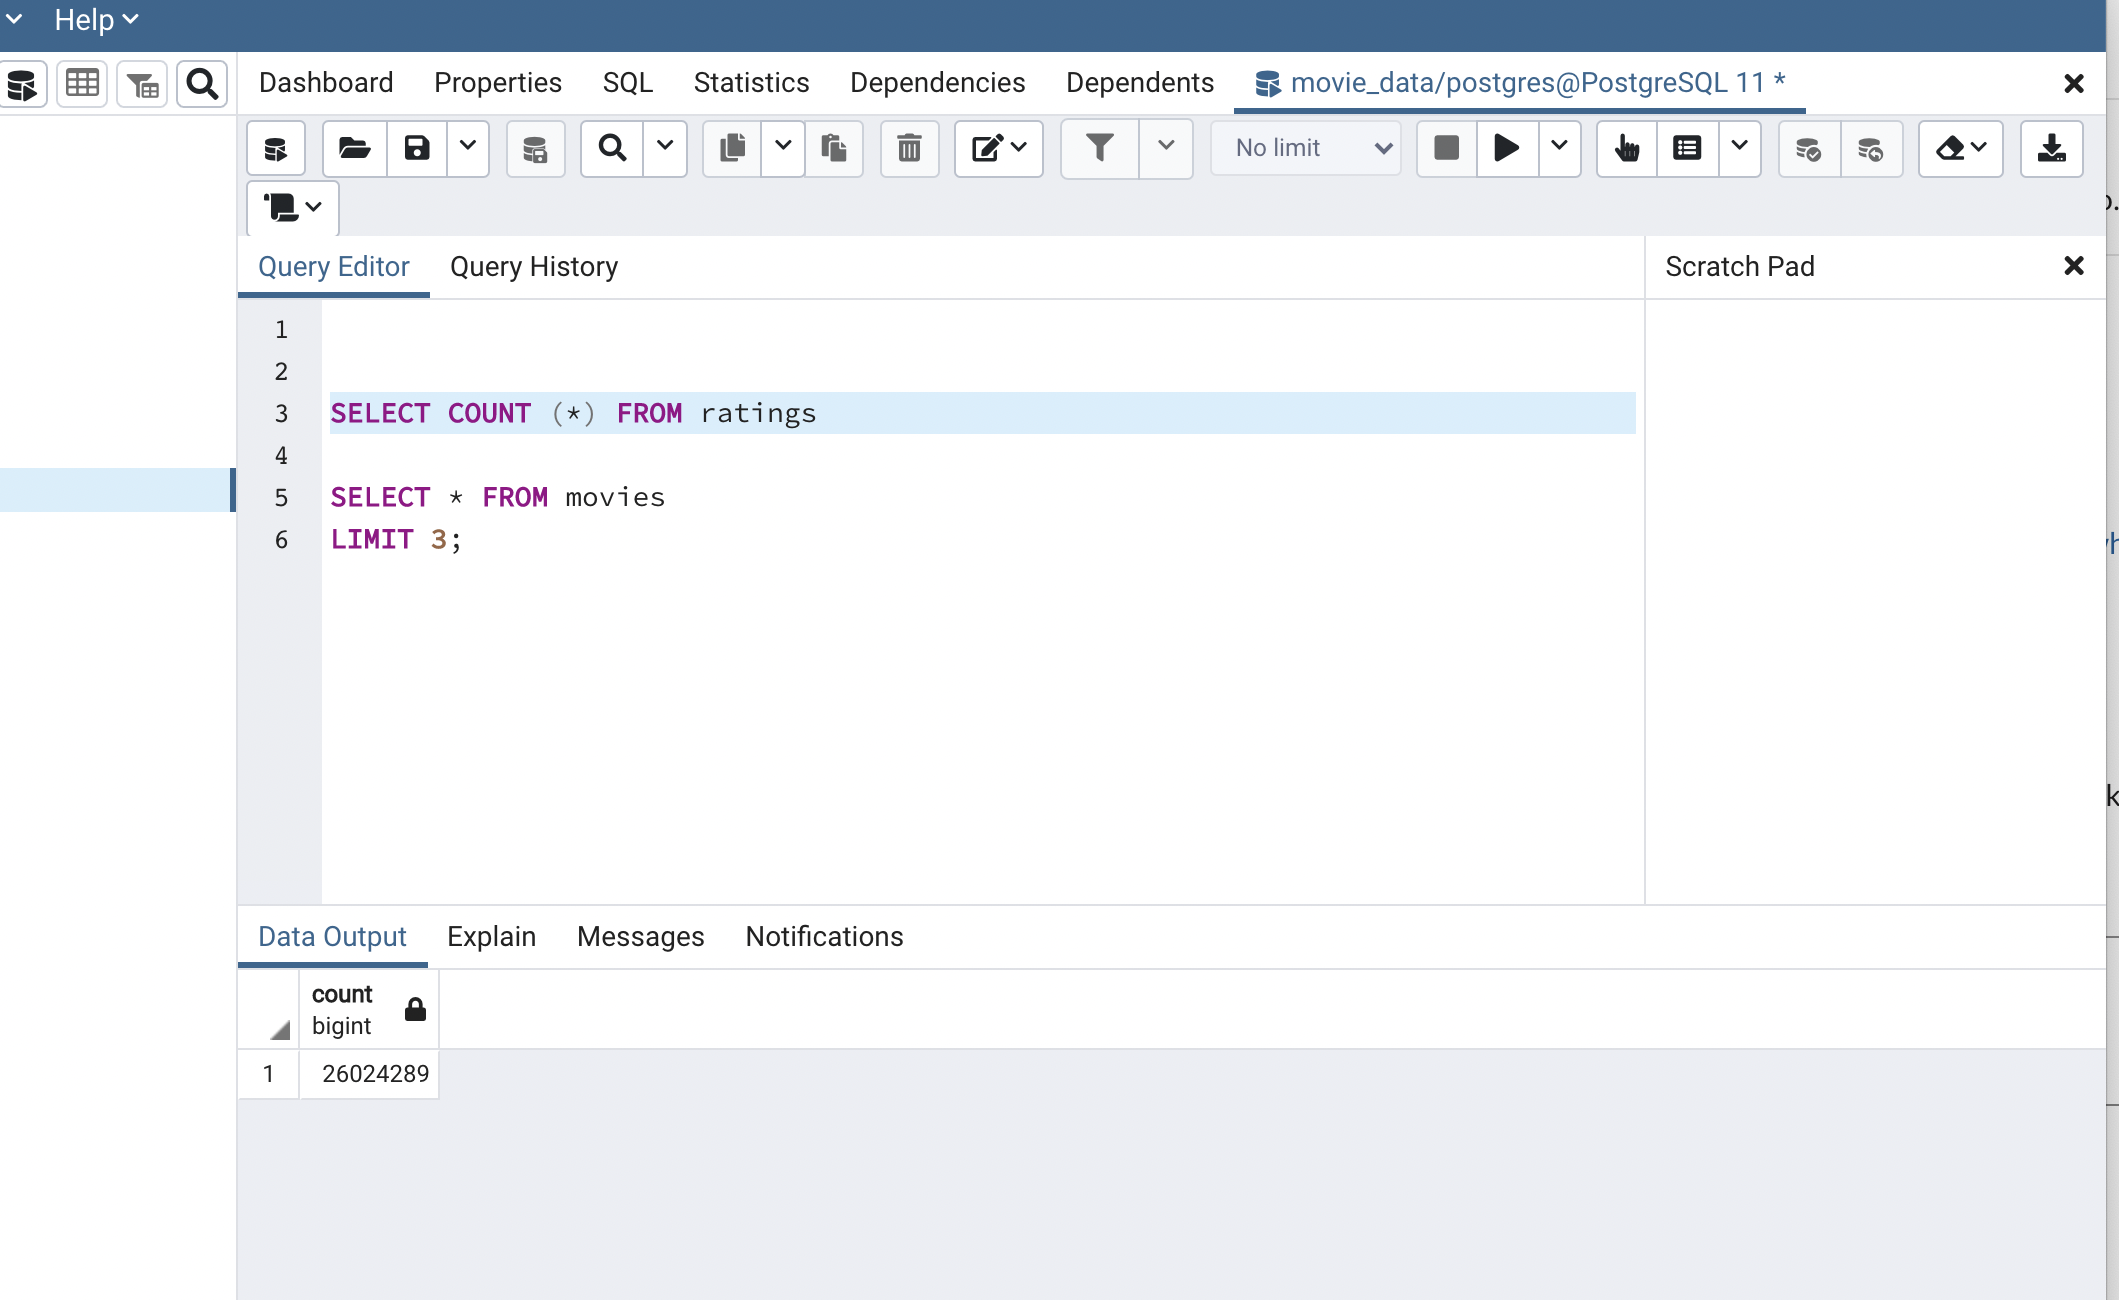 Help
Dashboard Properties SQL Statistics Dependencies Dependents movie_data/postgres@PostgreSQL 11 *
No limit
Query Editor Query History Scratch Pad
1
2
3 SELECT COUNT (*) FROM ratings
4
5 SELECT * FROM movies
6 LIMIT 3;
Data Output Explain Messages Notifications
count
bigint
1 26024289